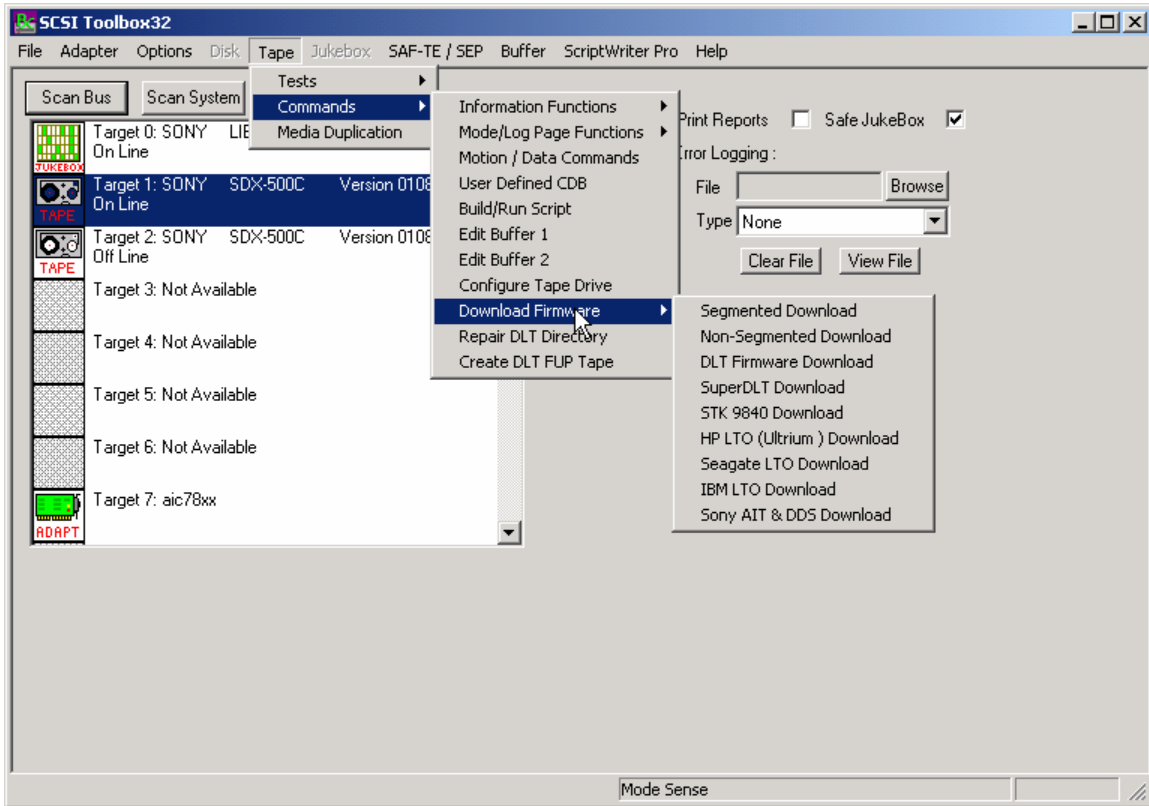 SCSI Toolbox32
File Adapter Options Disk Tape Jukebox SAF-TE / SEP Buffer ScriptWriter Pro Help
Scan Bus Scan System
Tests
Commands
Media Duplication
Information Functions
Mode/Log Page Functions
Motion / Data Commands
User Defined CDB
Build/Run Script
Edit Buffer 1
Edit Buffer 2
Configure Tape Drive
Download Firmware
Repair DLT Directory
Create DLT FUP Tape
Segmented Download
Non-Segmented Download
DLT Firmware Download
SuperDLT Download
STK 9840 Download
HP LTO (Ultrium ) Download
Seagate LTO Download
IBM LTO Download
Sony AIT & DDS Download
JUKEBOX
Target 0: SONY LIE
On Line
TAPE
Target 1: SONY SDX-500C Version 0108
On Line
TAPE
Target 2: SONY SDX-500C Version 0108
Off Line
Target 3: Not Available
Target 4: Not Available
Target 5: Not Available
Target 6: Not Available
ADAPT
Target 7: aic78xx
Print Reports Safe JukeBox
Error Logging :
File Browse
Type None
Clear File View File
Mode Sense